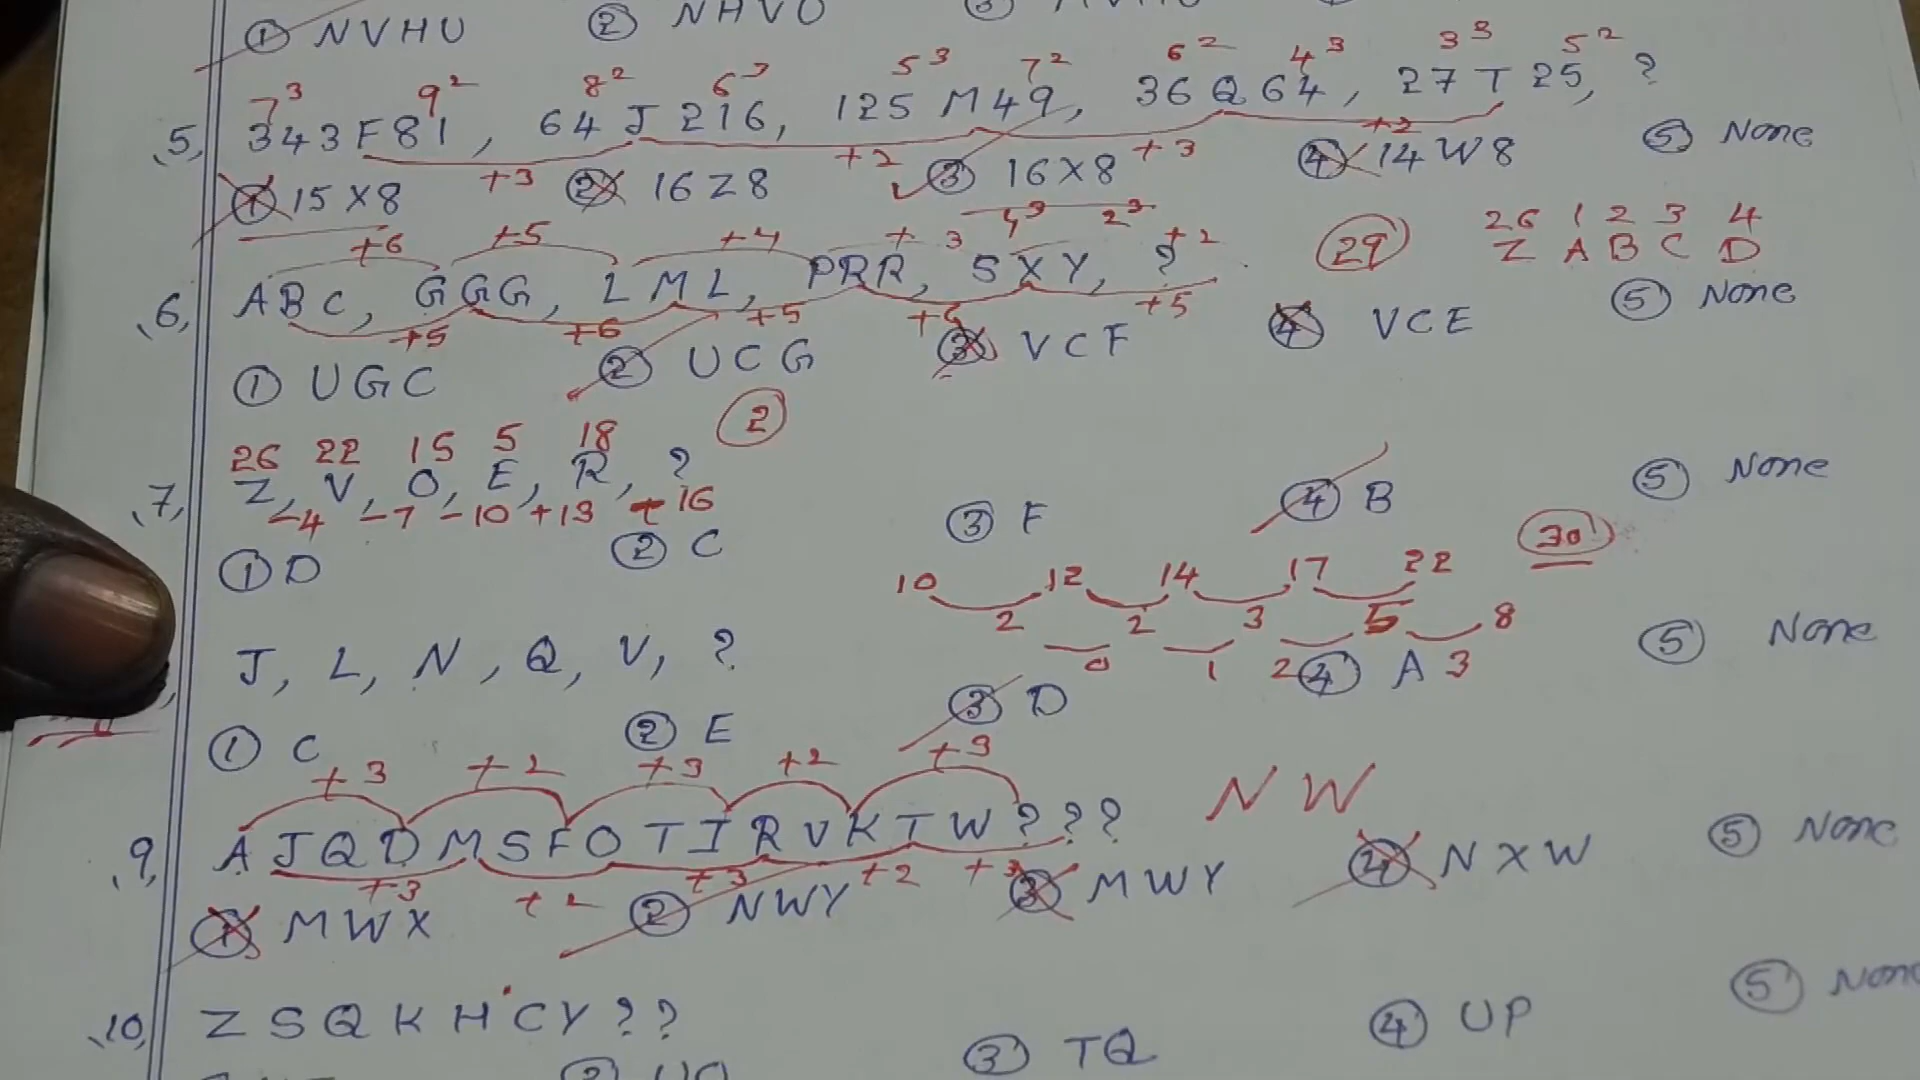 ① NVHU ② NHVO
7³ 9² 8² 6³ 5³ 7² 6² 4³ 3³ 5²
5, 343F81, 64J216, 125M49, 36Q64, 27T25, ?
+3 +2 +3 +2
① 15X8 ② 16Z8 ③ 16X8 ④ 14W8 ⑤ None
4³ 2³
+6 +5 +4 +3 +2
29 26 1 2 3 4
Z A B C D
6, ABC, GGG, LML, PRR, SXY, ?
+5 +6 +5 +6 +5
① UGC ② UCG ③ VCF ④ VCE ⑤ None
2
26 22 15 5 18
7, Z, V, O, E, R, ?
-4 -7 -10 +13 +16
① D ② C ③ F ④ B ⑤ None
30
10 12 14 17 22
2 2 3 5 8
0 1 2 3
J, L, N, Q, V, ?
① C ② E ③ D ④ A ⑤ None
+3 +2 +3 +2 +3
9, AJQDMSFOTIRVKTW??? NW
+3 +2 +3 +2 +3
① MWX ② NWY ③ MWY ④ NXW ⑤ None
10, ZSQKHCY??
③ TQ ④ UP ⑤ None